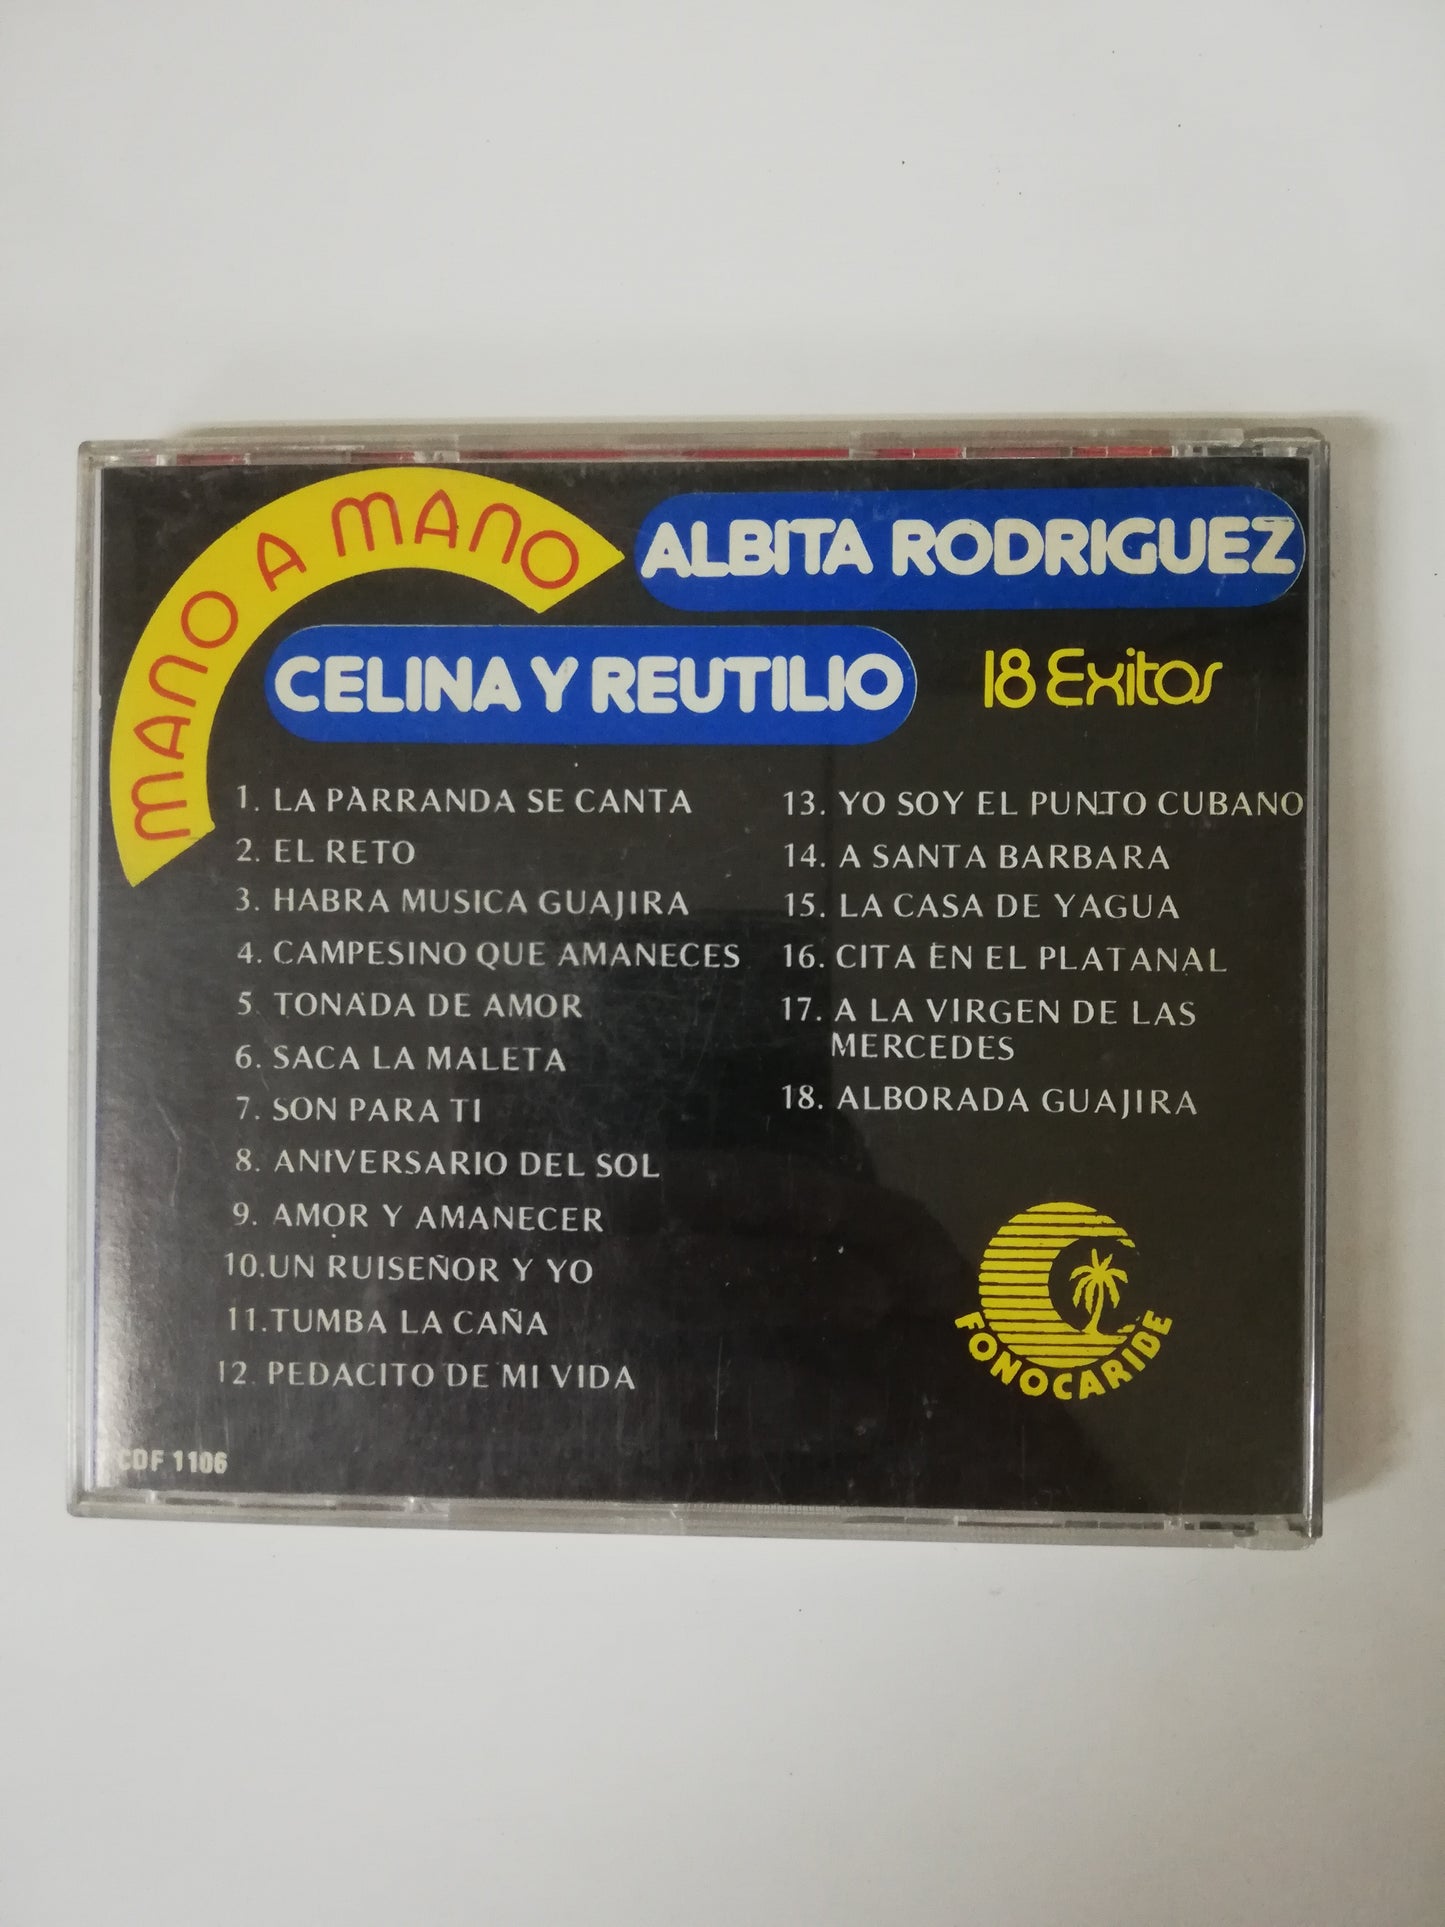 MANO A MANO
ALBITA RODRIGUEZ
CELINA Y REUTILIO
18 Exitos
1. LA PARRANDA SE CANTA
2. EL RETO
3. HABRA MUSICA GUAJIRA
4. CAMPESINO QUE AMANECES
5. TONADA DE AMOR
6. SACA LA MALETA
7. SON PARA TI
8. ANIVERSARIO DEL SOL
9. AMOR Y AMANECER
10. UN RUISEÑOR Y YO
11. TUMBA LA CAÑA
12. PEDACITO DE MI VIDA
13. YO SOY EL PUNTO CUBANO
14. A SANTA BARBARA
15. LA CASA DE YAGUA
16. CITA EN EL PLATANAL
17. A LA VIRGEN DE LAS
MERCEDES
18. ALBORADA GUAJIRA
FONOCARIDE
CDF 1106